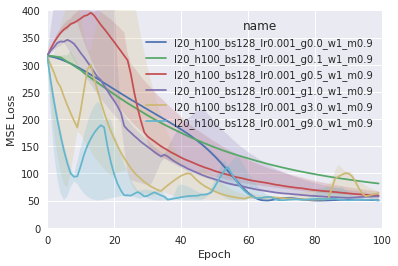 name
l20_h100_bs128_lr0.001_g0.0_w1_m0.9
l20_h100_bs128_lr0.001_g0.1_w1_m0.9
l20_h100_bs128_lr0.001_g0.5_w1_m0.9
l20_h100_bs128_lr0.001_g1.0_w1_m0.9
l20_h100_bs128_lr0.001_g3.0_w1_m0.9
l20_h100_bs128_lr0.001_g9.0_w1_m0.9
MSE Loss
400
350
300
250
200
150
100
50
0
0 20 40 60 80 100
Epoch